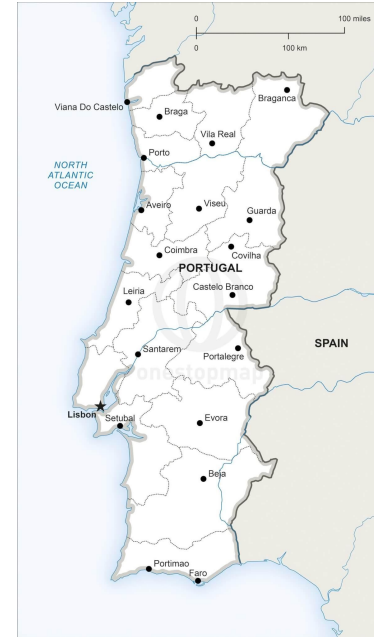 0 100 miles
0 100 km
Braganca
Viana Do Castelo
Braga
Vila Real
Porto
NORTH
ATLANTIC
OCEAN
Aveiro
Viseu
Guarda
Coimbra
Covilha
PORTUGAL
Castelo Branco
Leiria
SPAIN
Santarem
Portalegre
onestopmap
Lisbon
Setubal
Evora
Beja
Portimao
Faro